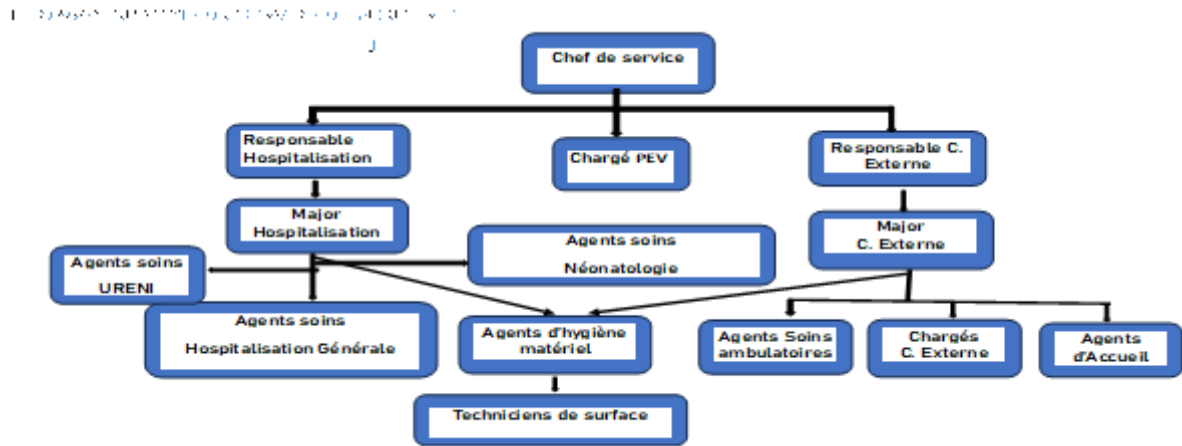 Chef de service
Responsable
Hospitalisation
Chargé PEV
Responsable C.
Externe
Major
Hospitalisation
Major
C. Externe
Agents soins
Néonatologie
Agents soins
URENI
Agents soins
Hospitalisation Générale
Agents d'hygiène
matériel
Agents Soins
ambulatoires
Chargés
C. Externe
Agents
d'Accueil
Techniciens de surface